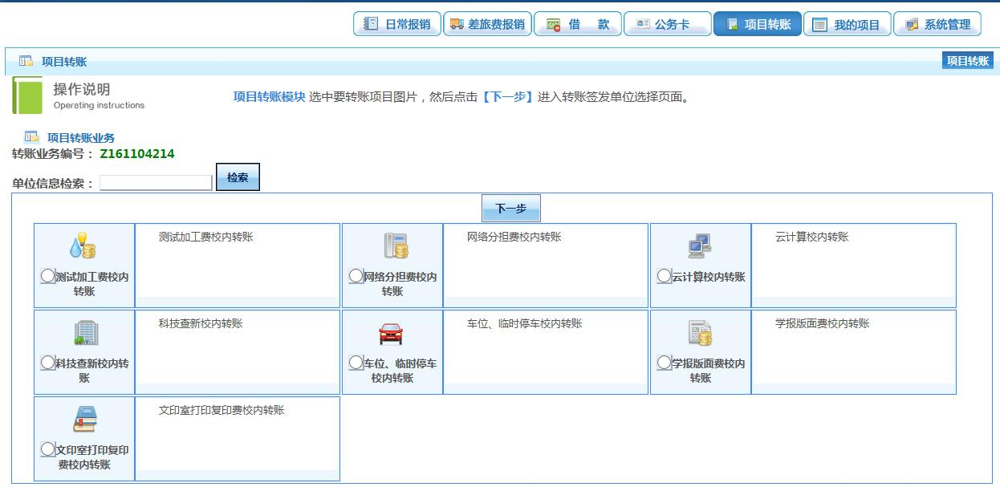 日常报销 差旅费报销 借 款 公务卡 项目转账 我的项目 系统管理
项目转账 项目转账
操作说明
Operating instructions
项目转账模块 选中要转账项目图片，然后点击【下一步】进入转账签发单位选择页面。
项目转账业务
转账业务编号： Z161104214
单位信息检索： 检索
下一步
测试加工费校内
转账
测试加工费校内转账
网络分担费校内
转账
网络分担费校内转账
云计算校内转账
云计算校内转账
科技查新校内转
账
科技查新校内转账
车位、临时停车
校内转账
车位、临时停车校内转账
学报版面费校内
转账
学报版面费校内转账
文印室打印复印
费校内转账
文印室打印复印费校内转账